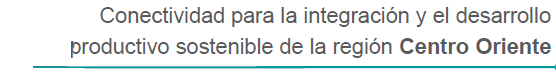 Conectividad para la integración y el desarrollo
productivo sostenible de la región Centro Oriente